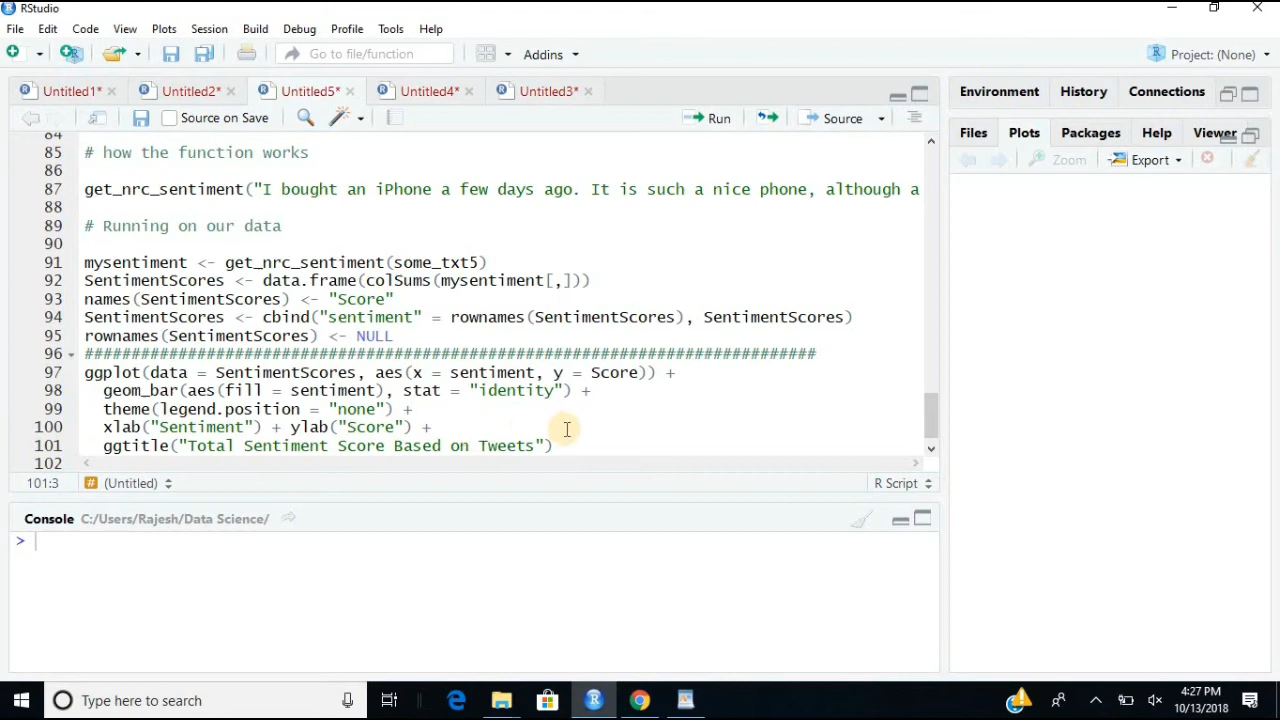 RStudio
File Edit Code View Plots Session Build Debug Profile Tools Help
Go to file/function Addins Project: (None)
Untitled1* Untitled2* Untitled5* Untitled4* Untitled3*
Source on Save Run Source
84
85 # how the function works
86
87 get_nrc_sentiment("I bought an iPhone a few days ago. It is such a nice phone, although a
88
89 # Running on our data
90
91 mysentiment <- get_nrc_sentiment(some_txt5)
92 SentimentScores <- data.frame(colSums(mysentiment[,]))
93 names(SentimentScores) <- "Score"
94 SentimentScores <- cbind("sentiment" = rownames(SentimentScores), SentimentScores)
95 rownames(SentimentScores) <- NULL
96 ##############################################################################
97 ggplot(data = SentimentScores, aes(x = sentiment, y = Score)) +
98 geom_bar(aes(fill = sentiment), stat = "identity") +
99 theme(legend.position = "none") +
100 xlab("Sentiment") + ylab("Score") +
101 ggtitle("Total Sentiment Score Based on Tweets")
102
101:3 (Untitled) R Script
Console C:/Users/Rajesh/Data Science/
>
Environment History Connections
Files Plots Packages Help Viewer
Zoom Export
Type here to search
4:27 PM
10/13/2018